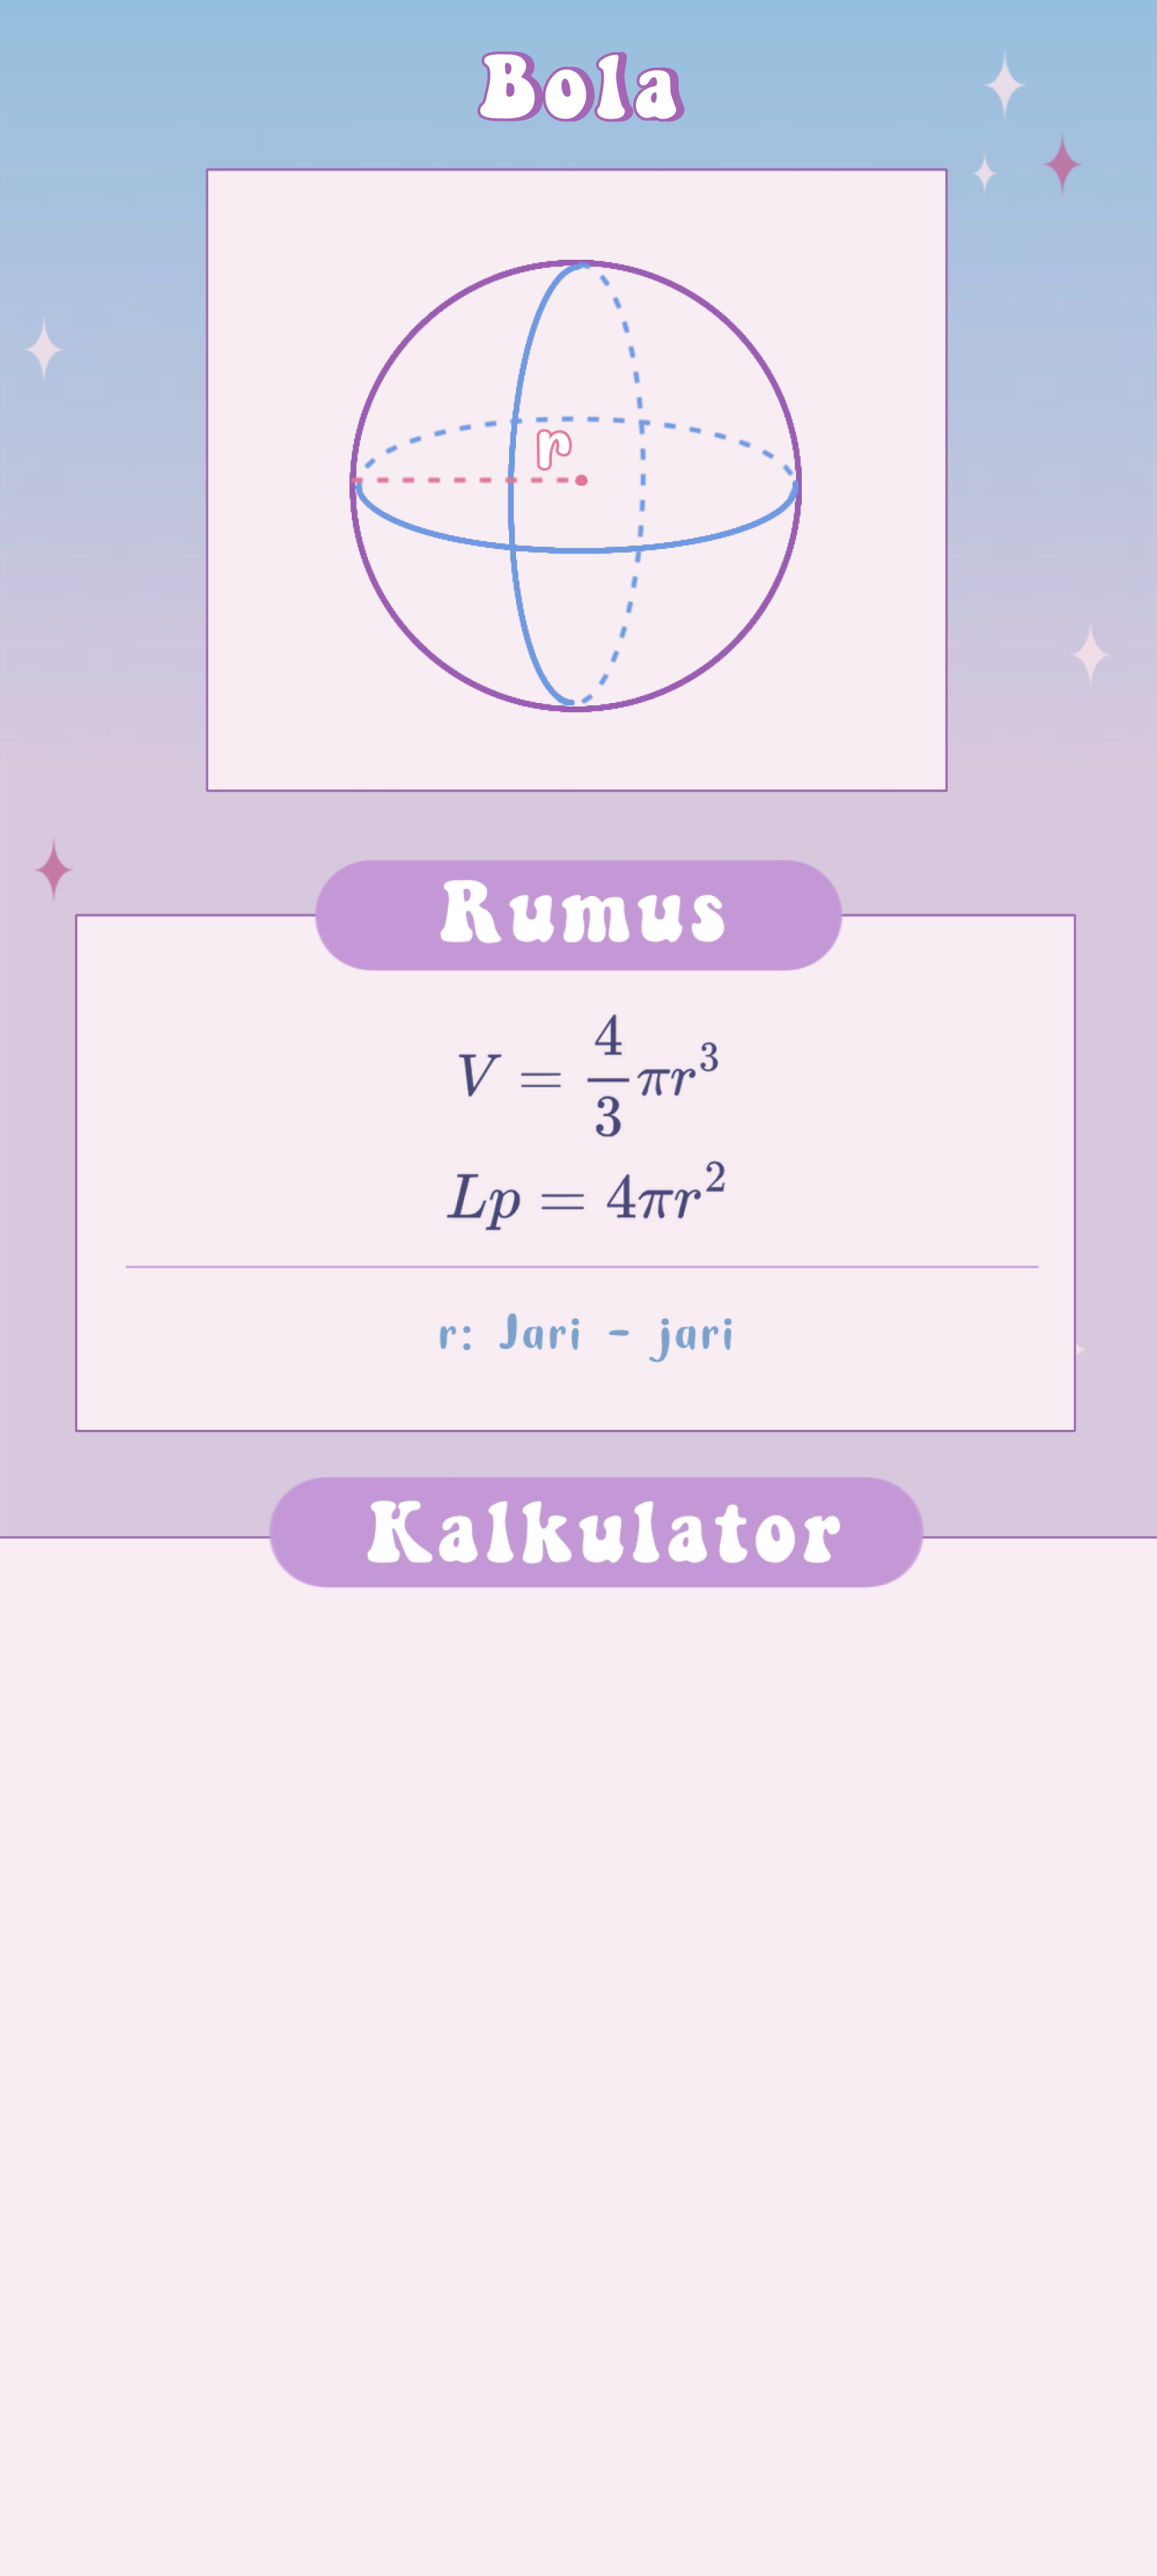 Bola
r
Rumus
V = 4/3 πr³
Lp = 4πr²
r: Jari - jari
Kalkulator